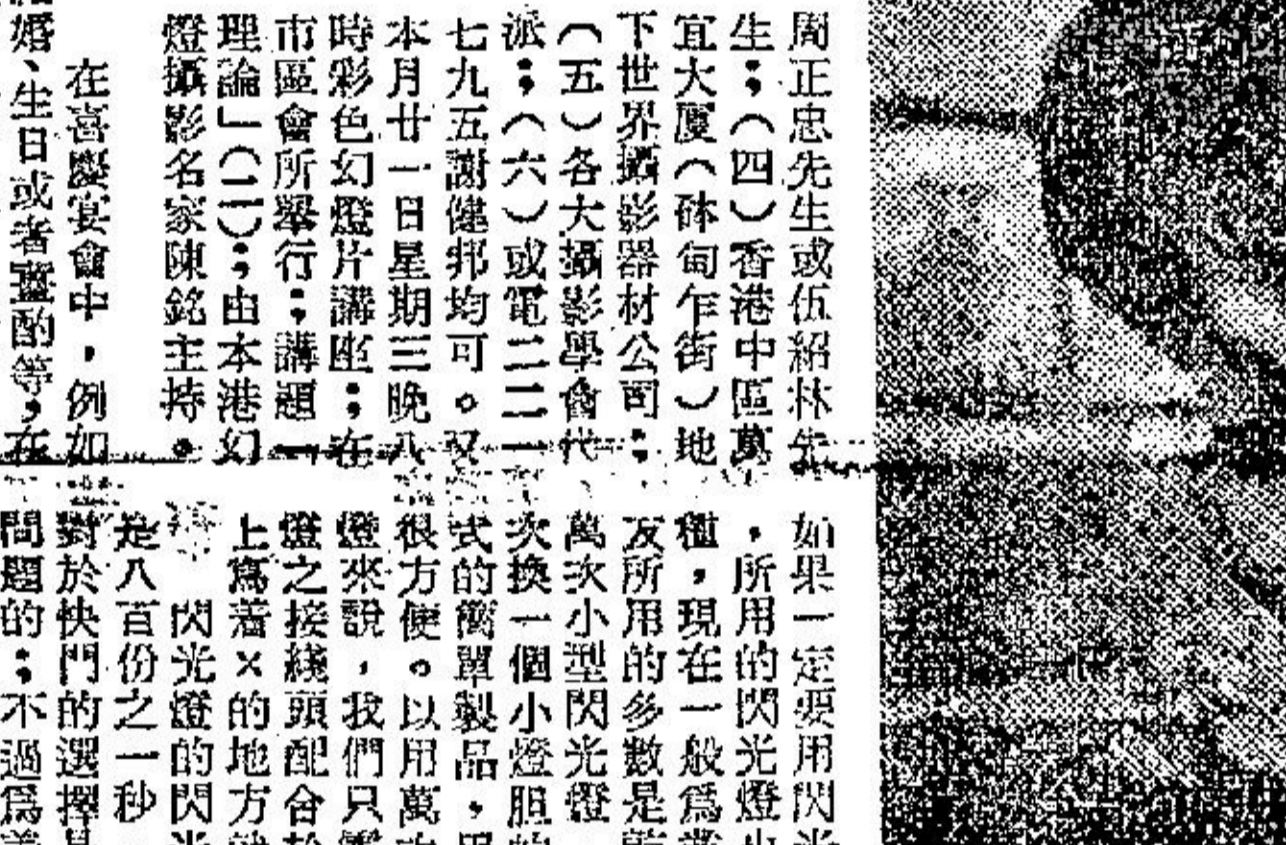 周正忠先生或伍紹林先
生；（四）香港中區萬
宜大廈（砵甸乍街）地
下世界攝影器材公司；
（五）各大攝影學會代
派；（六）或電二二一
七九五謝健邦均可。又
本月廿一日星期三晚八
時彩色幻燈片講座；在
市區會所舉行；講題「
理論」（二）；由本港幻
燈攝影名家陳銘主持。
在喜慶宴會中，例如
婚、生日或者壹酌等，在
如果一定要用閃光
，所用的閃光燈
種，現在一般爲
友所用的多數是
萬次小型閃光燈
次換一個小燈胆
式的簡單製品，
很方便。以用萬次
燈來說，我們只
燈之接綫頭配合於
上寫着×的地方
閃光燈的閃光
是八百份之一秒
對於快門的選擇是
問題的；不過爲